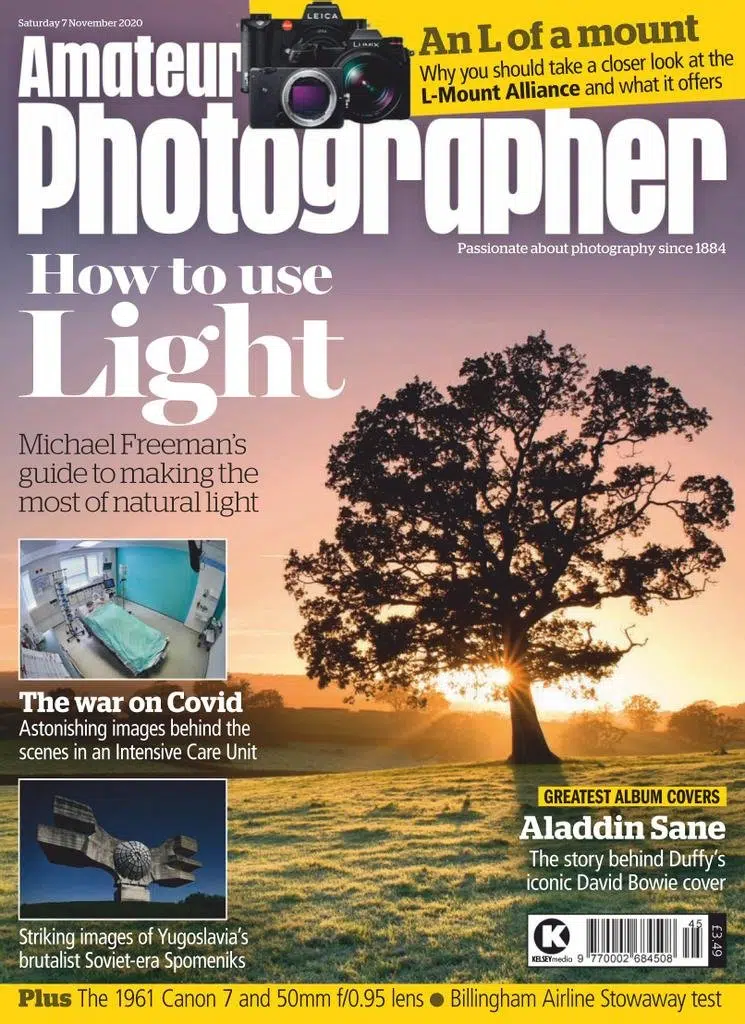 Saturday 7 November 2020
Amateur
Photographer
LEICA
LUMIX
An L of a mount
Why you should take a closer look at the
L-Mount Alliance and what it offers
Passionate about photography since 1884
How to use
Light
Michael Freeman's
guide to making the
most of natural light
The war on Covid
Astonishing images behind the
scenes in an Intensive Care Unit
Striking images of Yugoslavia's
brutalist Soviet-era Spomeniks
GREATEST ALBUM COVERS
Aladdin Sane
The story behind Duffy's
iconic David Bowie cover
K
KELSEYmedia
9 770002 684508
45
£3.49
Plus The 1961 Canon 7 and 50mm f/0.95 lens ● Billingham Airline Stowaway test